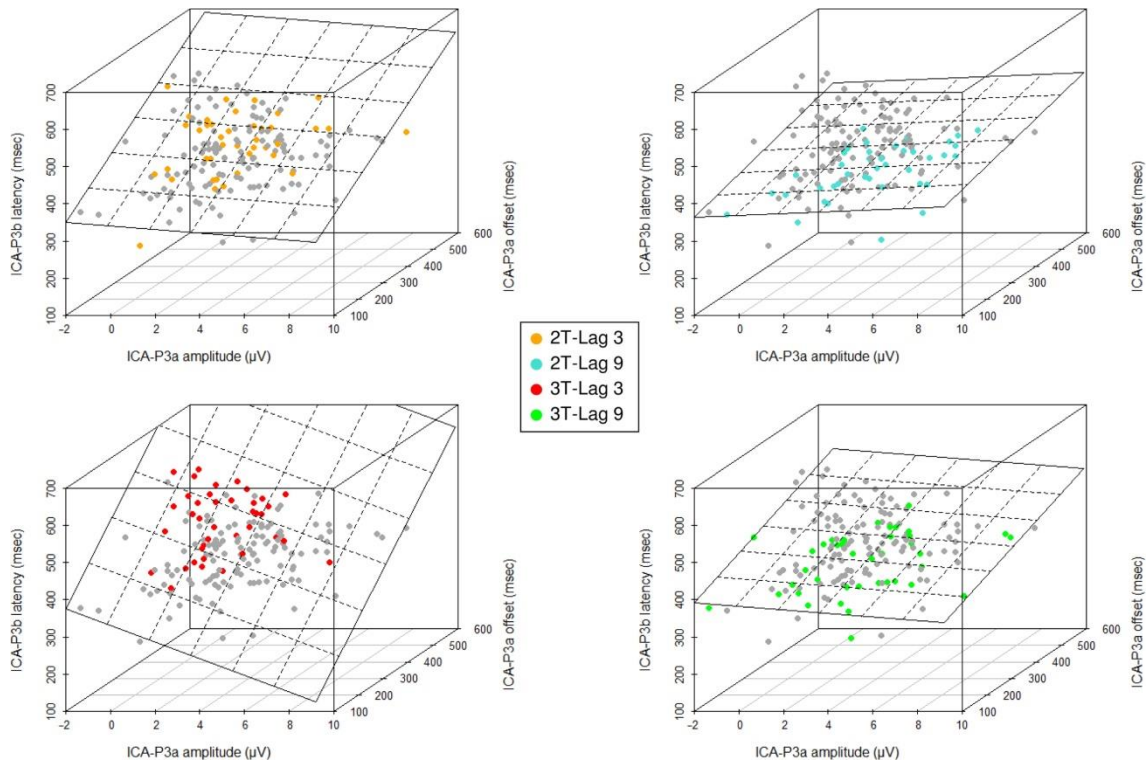 700
600
500
400
300
200
100
ICA-P3b latency (msec)
−2 0 2 4 6 8 10
ICA-P3a amplitude (µV)
100
200
300
400
500
600
ICA-P3a offset (msec)
700
600
500
400
300
200
100
ICA-P3b latency (msec)
−2 0 2 4 6 8 10
ICA-P3a amplitude (µV)
100
200
300
400
500
600
ICA-P3a offset (msec)
2T-Lag 3
2T-Lag 9
3T-Lag 3
3T-Lag 9
700
600
500
400
300
200
100
ICA-P3b latency (msec)
−2 0 2 4 6 8 10
ICA-P3a amplitude (µV)
100
200
300
400
500
600
ICA-P3a offset (msec)
700
600
500
400
300
200
100
ICA-P3b latency (msec)
−2 0 2 4 6 8 10
ICA-P3a amplitude (µV)
100
200
300
400
500
600
ICA-P3a offset (msec)